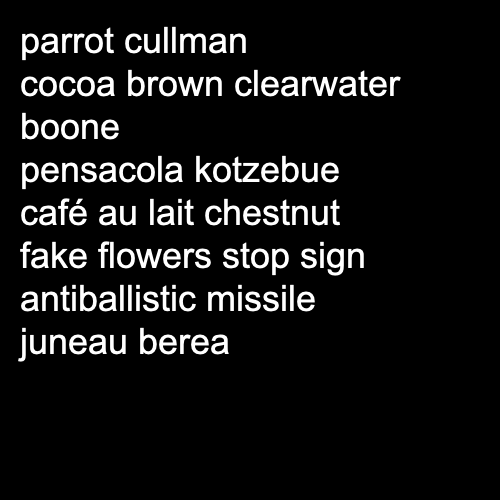 parrot cullman
cocoa brown clearwater
boone
pensacola kotzebue
café au lait chestnut
fake flowers stop sign
antiballistic missile
juneau berea